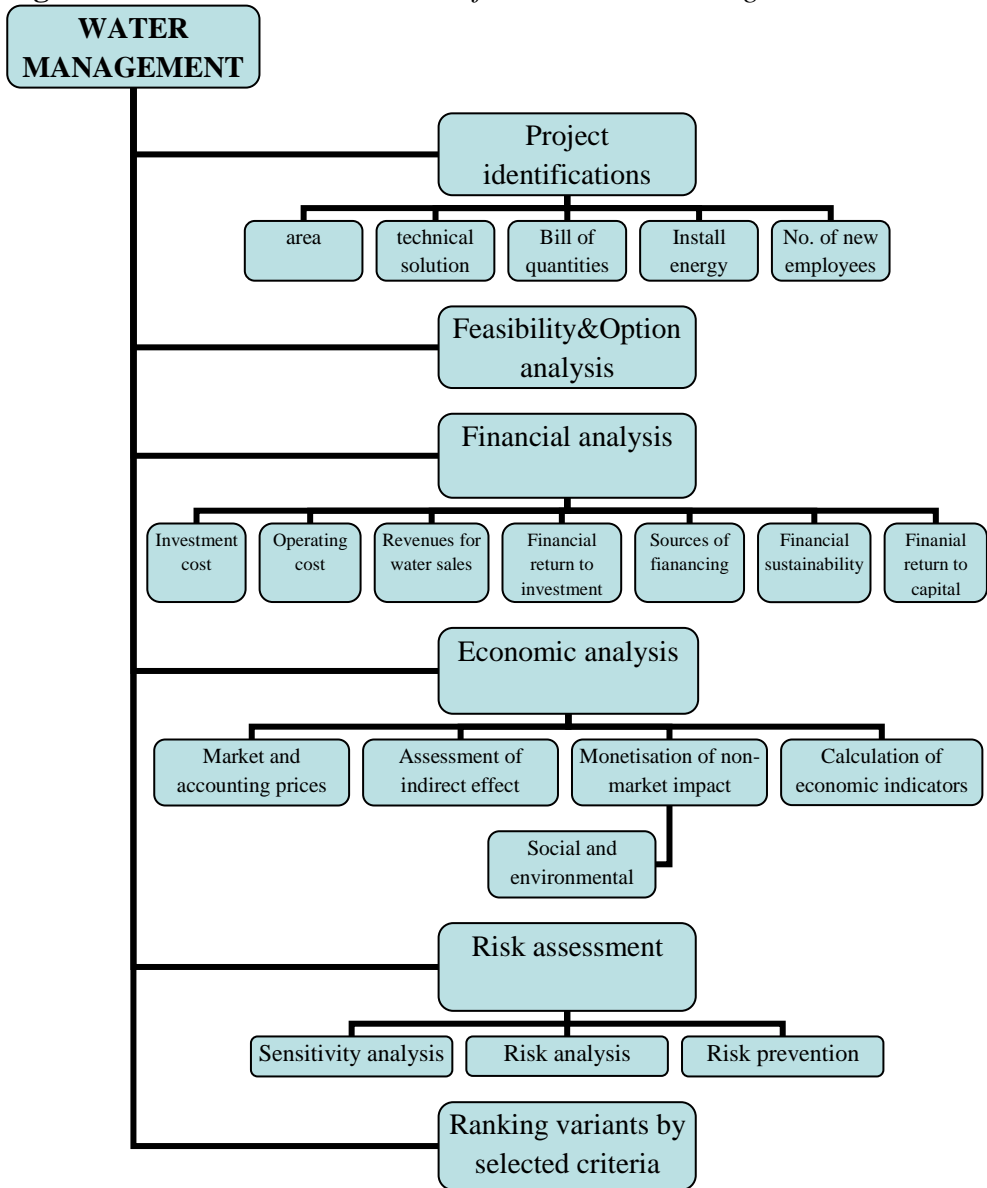 WATER
MANAGEMENT
Project
identifications
area
technical
solution
Bill of
quantities
Install
energy
No. of new
employees
Feasibility&Option
analysis
Financial analysis
Investment
cost
Operating
cost
Revenues for
water sales
Financial
return to
investment
Sources of
fianancing
Financial
sustainability
Finanial
return to
capital
Economic analysis
Market and
accounting prices
Assessment of
indirect effect
Monetisation of non-
market impact
Calculation of
economic indicators
Social and
environmental
Risk assessment
Sensitivity analysis
Risk analysis
Risk prevention
Ranking variants by
selected criteria